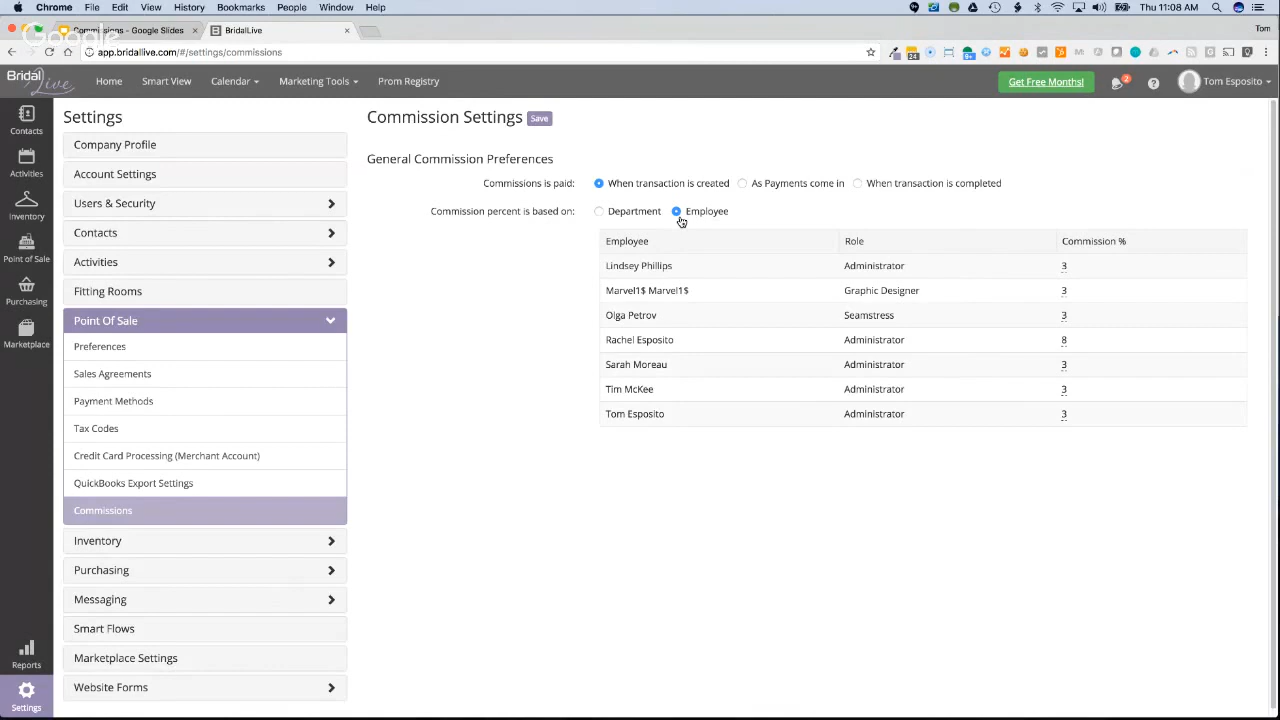 Chrome File Edit View History Bookmarks People Window Help Thu 11:08 AM
Commissions - Google Slides BridalLive Tom
Google
app.bridallive.com/#/settings/commissions
Bridal Live Home Smart View Calendar Marketing Tools Prom Registry Get Free Months! 2 Tom Esposito
Contacts
Activities
Inventory
Point of Sale
Purchasing
Marketplace
Reports
Settings
Settings
Company Profile
Account Settings
Users & Security
Contacts
Activities
Fitting Rooms
Point Of Sale
Preferences
Sales Agreements
Payment Methods
Tax Codes
Credit Card Processing (Merchant Account)
QuickBooks Export Settings
Commissions
Inventory
Purchasing
Messaging
Smart Flows
Marketplace Settings
Website Forms
Commission Settings Save
General Commission Preferences
Commissions is paid: When transaction is created As Payments come in When transaction is completed
Commission percent is based on: Department Employee
Employee Role Commission %
Lindsey Phillips Administrator 3
Marvel1$ Marvel1$ Graphic Designer 3
Olga Petrov Seamstress 3
Rachel Esposito Administrator 8
Sarah Moreau Administrator 3
Tim McKee Administrator 3
Tom Esposito Administrator 3